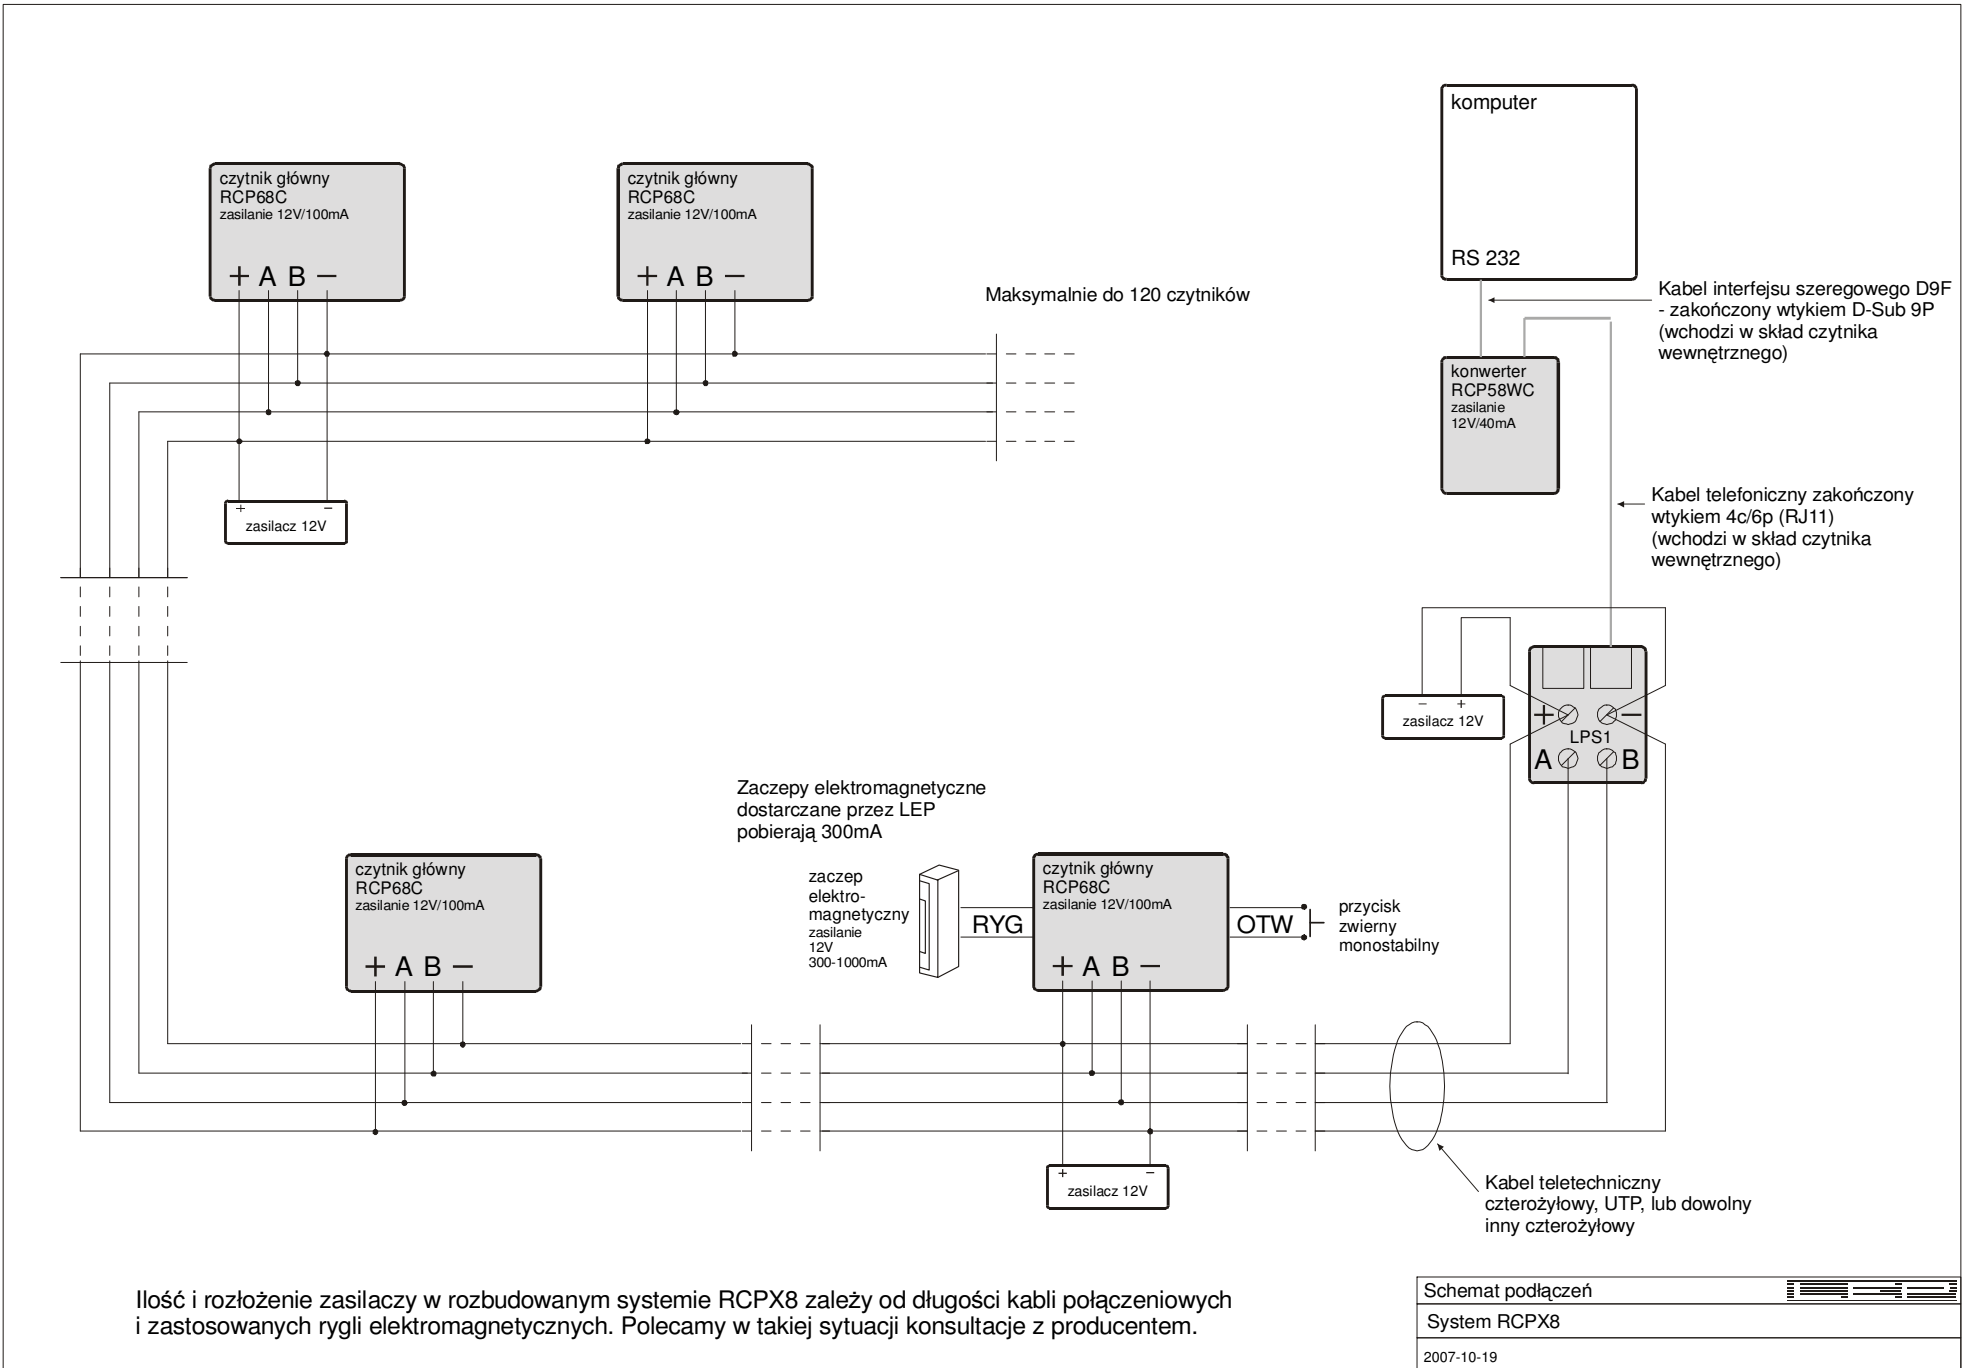 komputer
RS 232
czytnik główny
RCP68C
zasilanie 12V/100mA
+ A B −
czytnik główny
RCP68C
zasilanie 12V/100mA
+ A B −
Maksymalnie do 120 czytników
Kabel interfejsu szeregowego D9F
- zakończony wtykiem D-Sub 9P
(wchodzi w skład czytnika
wewnętrznego)
konwerter
RCP58WC
zasilanie
12V/40mA
+ −
zasilacz 12V
Kabel telefoniczny zakończony
wtykiem 4c/6p (RJ11)
(wchodzi w skład czytnika
wewnętrznego)
− +
zasilacz 12V
+ −
LPS1
A B
Zaczepy elektromagnetyczne
dostarczane przez LEP
pobierają 300mA
czytnik główny
RCP68C
zasilanie 12V/100mA
+ A B −
zaczep
elektro-
magnetyczny
zasilanie
12V
300-1000mA
RYG
czytnik główny
RCP68C
zasilanie 12V/100mA
+ A B −
OTW
przycisk
zwierny
monostabilny
+ −
zasilacz 12V
Kabel teletechniczny
czterożyłowy, UTP, lub dowolny
inny czterożyłowy
Ilość i rozłożenie zasilaczy w rozbudowanym systemie RCPX8 zależy od długości kabli połączeniowych
i zastosowanych rygli elektromagnetycznych. Polecamy w takiej sytuacji konsultacje z producentem.
Schemat podłączeń
System RCPX8
2007-10-19